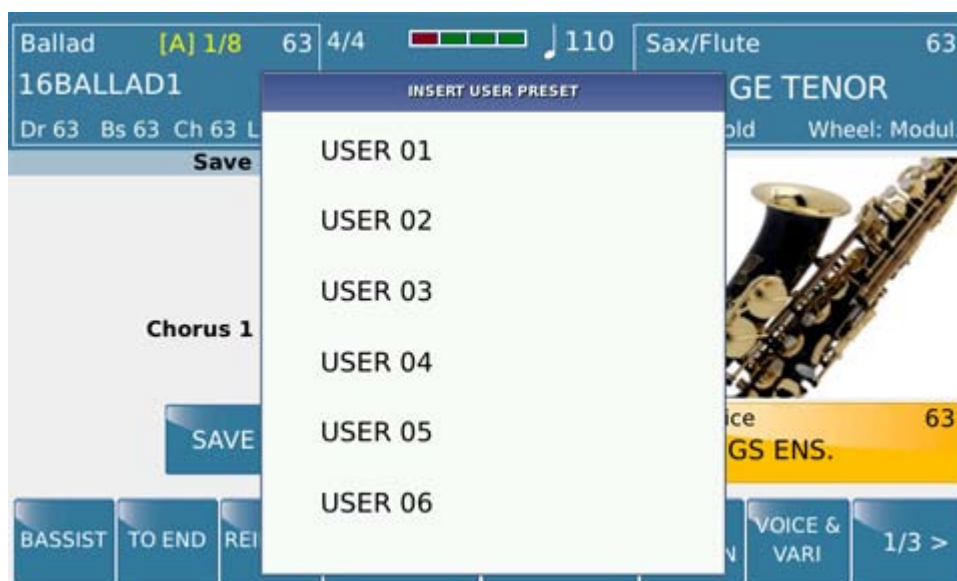 Ballad [A] 1/8 63 4/4 110 Sax/Flute 63
16BALLAD1 GE TENOR
Dr 63 Bs 63 Ch 63 L old Wheel: Modul.
INSERT USER PRESET
Save
USER 01
USER 02
USER 03
USER 04
USER 05
USER 06
Chorus 1
SAVE
ice 63
GS ENS.
BASSIST TO END REI N VOICE & VARI 1/3 >